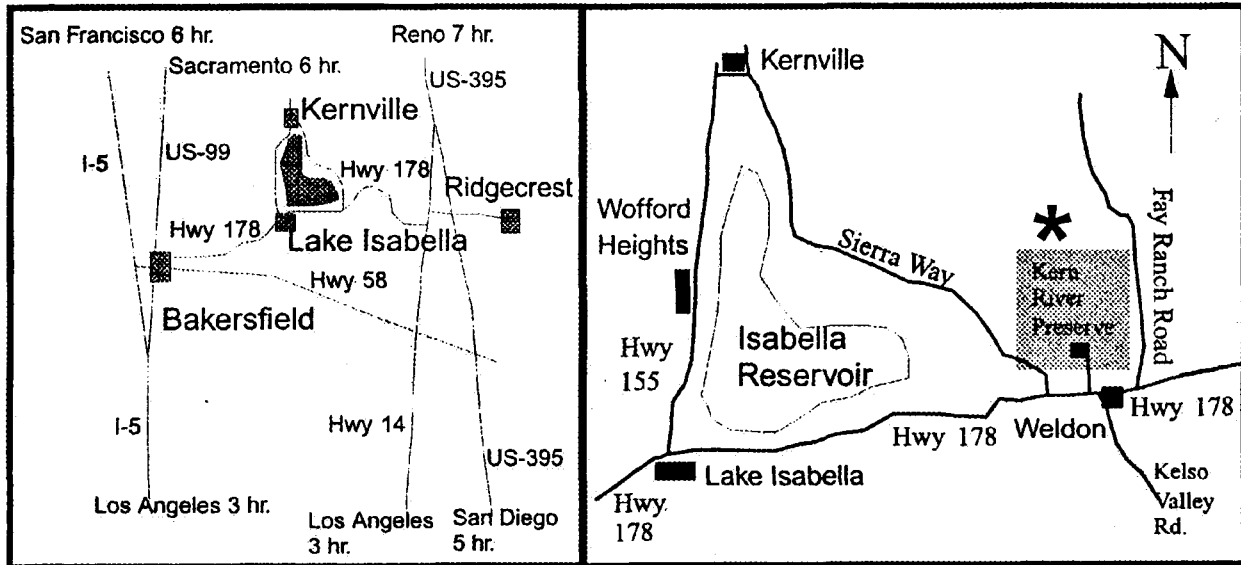 San Francisco 6 hr.
Reno 7 hr.
Sacramento 6 hr.
US-395
Kernville
I-5
US-99
Hwy 178
Ridgecrest
Hwy 178
Lake Isabella
Hwy 58
Bakersfield
I-5
Hwy 14
US-395
Los Angeles 3 hr.
Los Angeles
3 hr.
San Diego
5 hr.
Kernville
N
Wofford
Heights
Sierra Way
Fay Ranch Road
*
Kern
River
Preserve
Hwy
155
Isabella
Reservoir
Hwy 178
Weldon
Hwy 178
Lake Isabella
Hwy
178
Kelso
Valley
Rd.